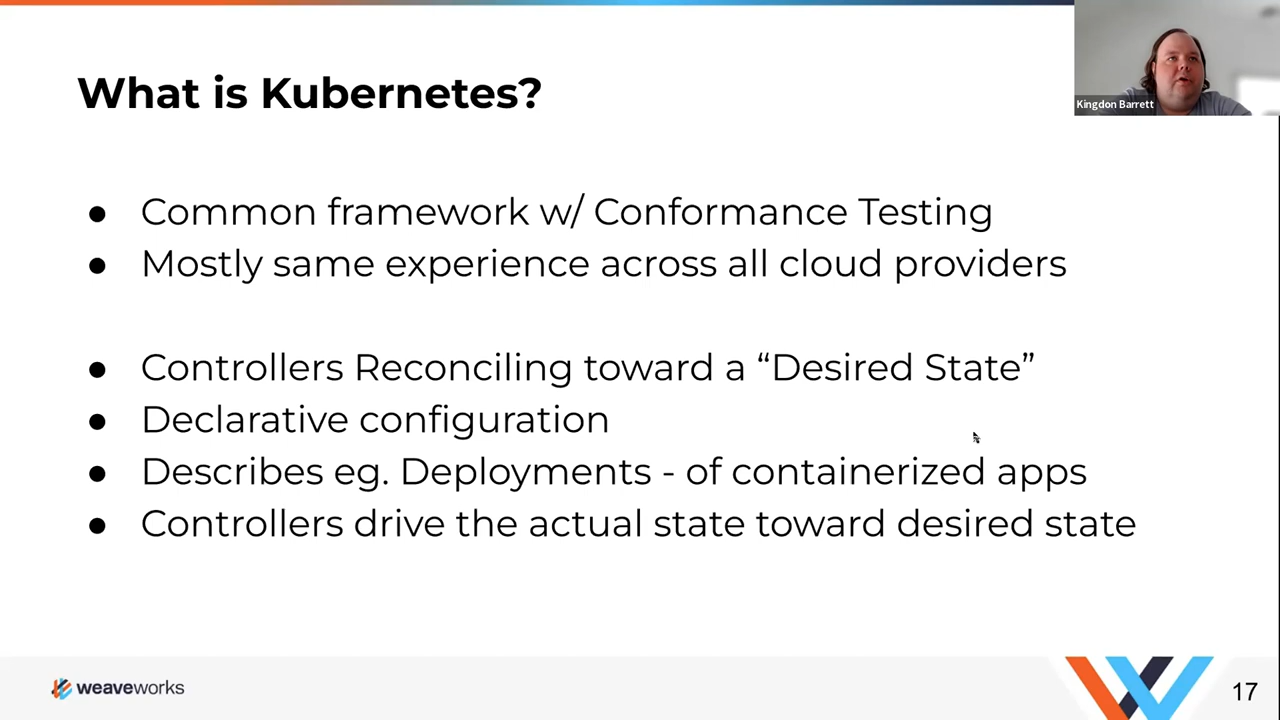 What is Kubernetes?
Kingdon Barrett
● Common framework w/ Conformance Testing
● Mostly same experience across all cloud providers
● Controllers Reconciling toward a “Desired State”
● Declarative configuration
● Describes eg. Deployments - of containerized apps
● Controllers drive the actual state toward desired state
weaveworks
17